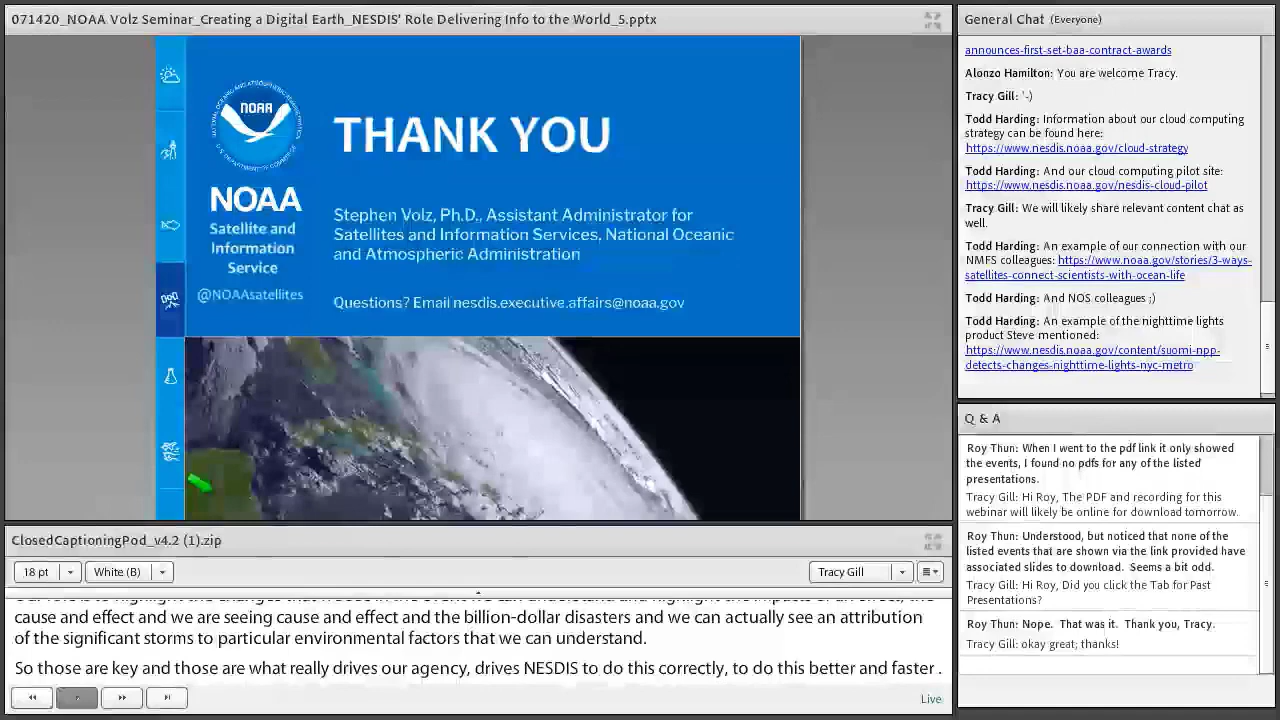 071420_NOAA Volz Seminar_Creating a Digital Earth_NESDIS' Role Delivering Info to the World_5.pptx
NOAA
THANK YOU
NOAA
Satellite and
Information
Service
@NOAAsatellites
Stephen Volz, Ph.D., Assistant Administrator for
Satellites and Information Services, National Oceanic
and Atmospheric Administration
Questions? Email nesdis.executive.affairs@noaa.gov
ClosedCaptioningPod_v4.2 (1).zip
18 pt
White (B)
Tracy Gill
cause and effect and we are seeing cause and effect and the billion-dollar disasters and we can actually see an attribution
of the significant storms to particular environmental factors that we can understand.
So those are key and those are what really drives our agency, drives NESDIS to do this correctly, to do this better and faster .
Live
General Chat (Everyone)
announces-first-set-baa-contract-awards
Alonzo Hamilton: You are welcome Tracy.
Tracy Gill: '-)
Todd Harding: Information about our cloud computing
strategy can be found here:
https://www.nesdis.noaa.gov/cloud-strategy
Todd Harding: And our cloud computing pilot site:
https://www.nesdis.noaa.gov/nesdis-cloud-pilot
Tracy Gill: We will likely share relevant content chat as
well.
Todd Harding: An example of our connection with our
NMFS colleagues: https://www.noaa.gov/stories/3-ways-
satellites-connect-scientists-with-ocean-life
Todd Harding: And NOS colleagues ;)
Todd Harding: An example of the nighttime lights
product Steve mentioned:
https://www.nesdis.noaa.gov/content/suomi-npp-
detects-changes-nighttime-lights-nyc-metro
Q & A
Roy Thun: When I went to the pdf link it only showed
the events, I found no pdfs for any of the listed
presentations.
Tracy Gill: Hi Roy, The PDF and recording for this
webinar will likely be online for download tomorrow.
Roy Thun: Understood, but noticed that none of the
listed events that are shown via the link provided have
associated slides to download. Seems a bit odd.
Tracy Gill: Hi Roy, Did you click the Tab for Past
Presentations?
Roy Thun: Nope. That was it. Thank you, Tracy.
Tracy Gill: okay great; thanks!